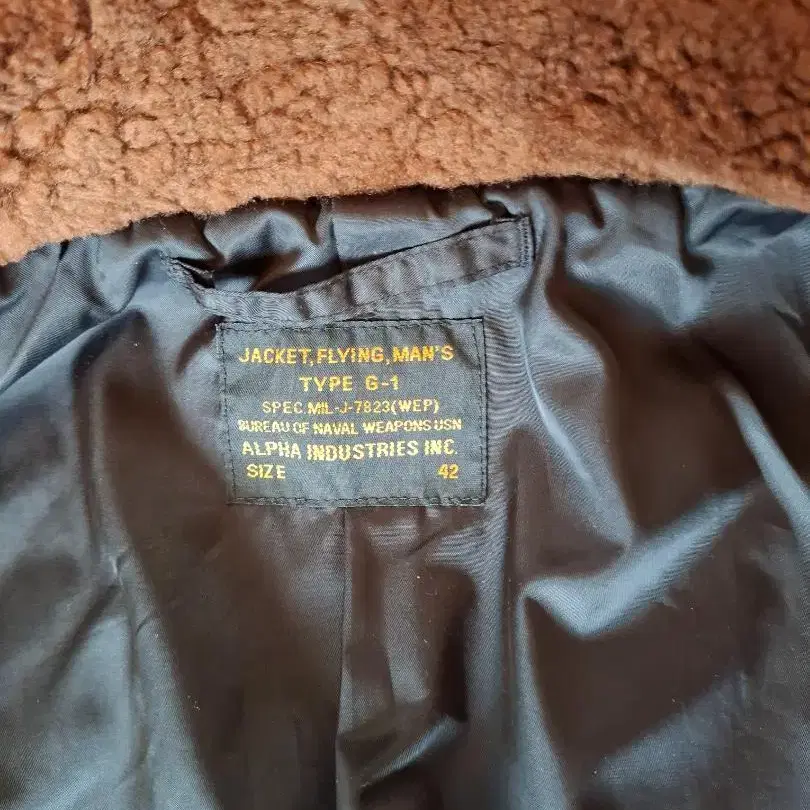 JACKET,FLYING,MAN'S
TYPE G-1
SPEC.MIL-J-7823(WEP)
BUREAU OF NAVAL WEAPONS USN
ALPHA INDUSTRIES INC.
SIZE 42